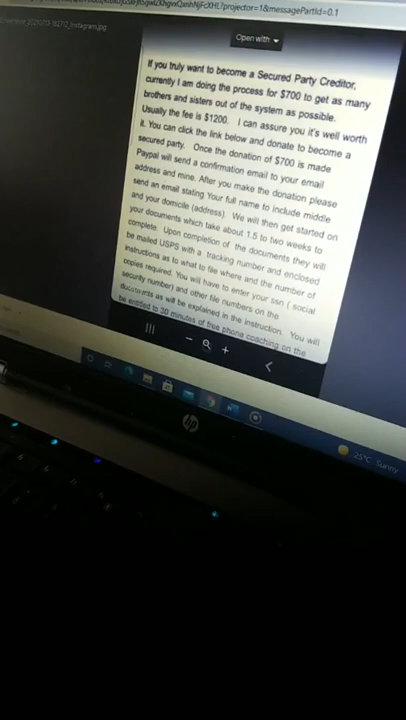 ?projector=1&messagePartId=0.1
Instagram.jpg
Open with
If you truly want to become a Secured Party Creditor,
currently I am doing the process for $700 to get as many
brothers and sisters out of the system as possible.
Usually the fee is $1200. I can assure you it's well worth
it. You can click the link below and donate to become a
secured party. Once the donation of $700 is made
Paypal will send a confirmation email to your email
address and mine. After you make the donation please
send an email stating Your full name to include middle
and your domicile (address). We will then get started on
your documents which take about 1.5 to two weeks to
complete. Upon completion of the documents they will
be mailed USPS with a tracking number and enclosed
instructions as to what to file where and the number of
copies required. You will have to enter your ssn ( social
security number) and other file numbers on the
documents as will be explained in the instruction. You will
be entitled to 30 minutes of free phone coaching on the
hp
25°C Sunny